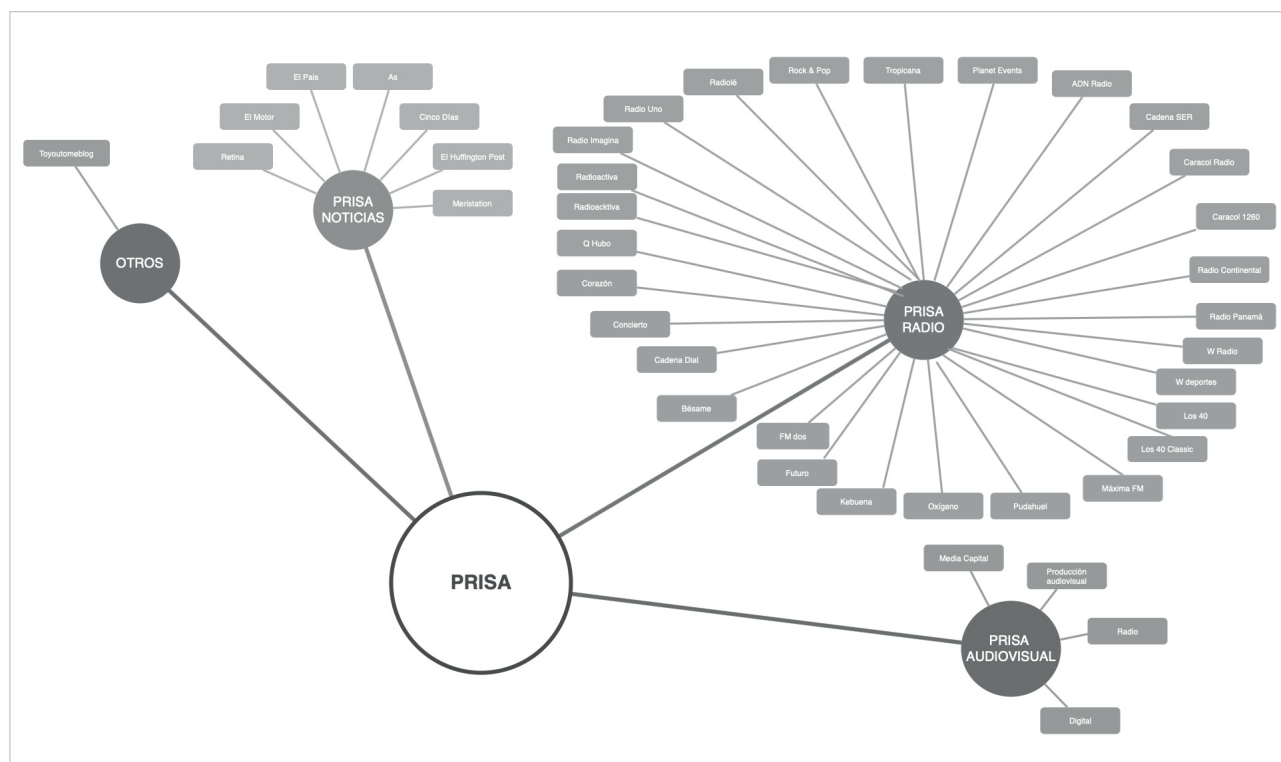 Toyoutomeblog
OTROS
El Pais
As
El Motor
Cinco Días
Retina
El Huffington Post
Meristation
PRISA
NOTICIAS
Rock & Pop
Tropicana
Planet Events
Radiolé
ADN Radio
Radio Uno
Cadena SER
Radio Imagina
Caracol Radio
Radioactiva
Radioacktiva
Caracol 1260
Q Hubo
Radio Continental
Corazón
Radio Panamá
Concierto
W Radio
Cadena Dial
W deportes
Bésame
Los 40
FM dos
Los 40 Classic
Futuro
Máxima FM
Kebuena
Oxígeno
Pudahuel
PRISA
RADIO
PRISA
Media Capital
Producción
audiovisual
Radio
Digital
PRISA
AUDIOVISUAL